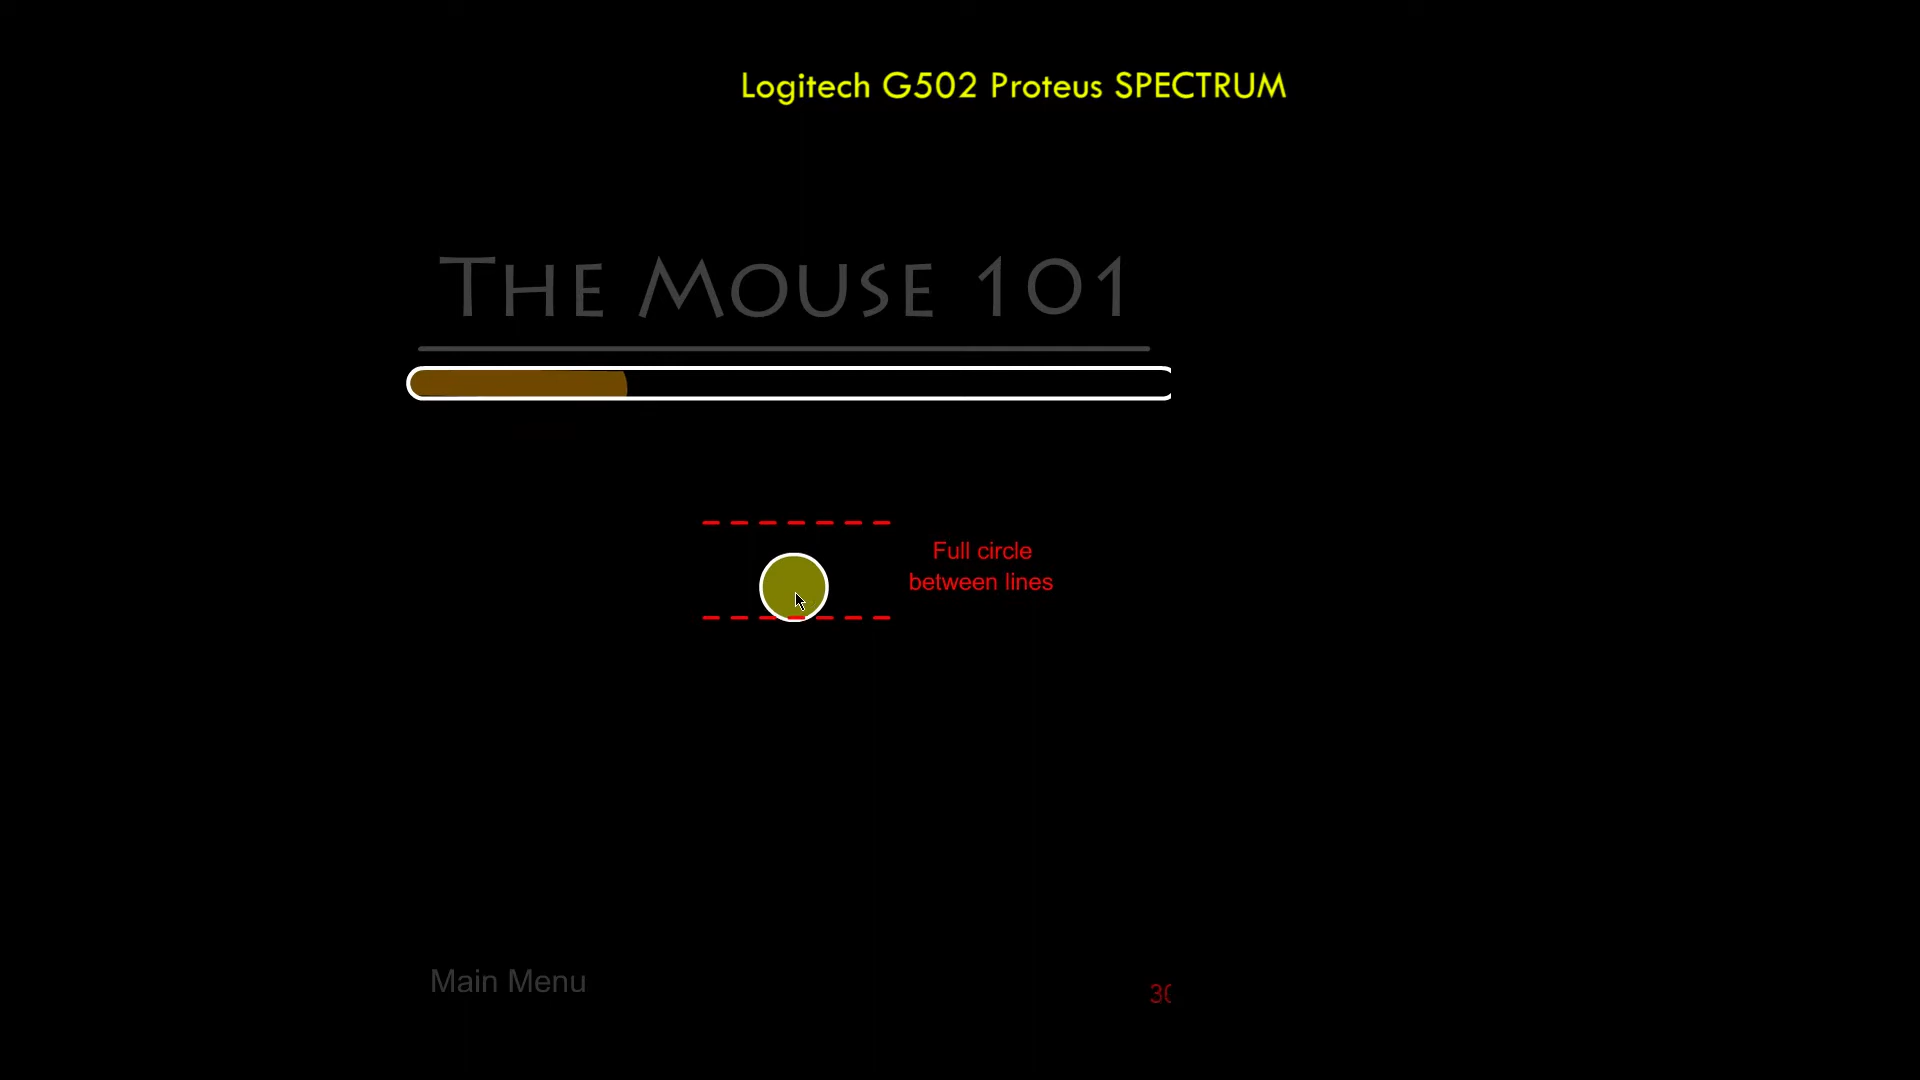 Logitech G502 Proteus SPECTRUM
THE MOUSE 101
Full circle
between lines
Main Menu